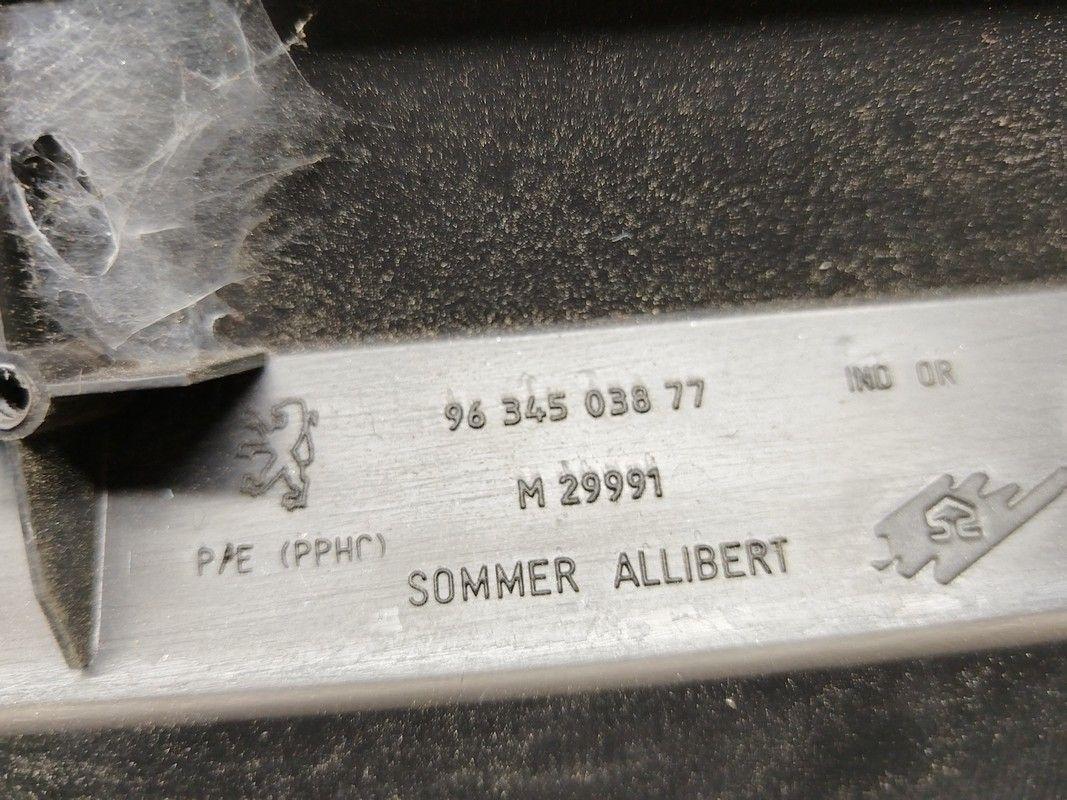 96 345 038 77
IND OR
M 29991
P/E (PPHC)
SOMMER ALLIBERT